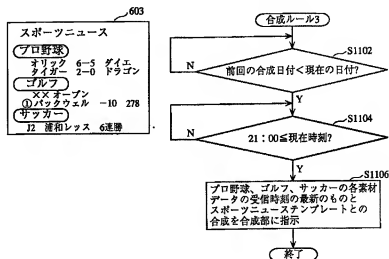 603
スポーツニュース
プロ野球
オリック 6-5 ダイエ
タイガー 2-0 ドラゴン
ゴルフ
××オープン
①バックウェル -10 278
サッカー
J2 浦和レッス 6連勝
合成ルール3
S1102
前回の合成日付<現在の日付?
N
Y
S1104
21:00≦現在時刻?
N
Y
S1106
プロ野球、ゴルフ、サッカーの各素材
データの受信時刻の最新のものと
スポーツニューステンプレートとの
合成を合成部に指示
終了